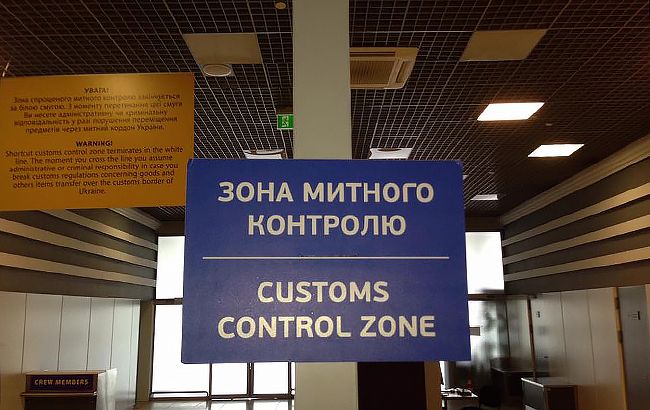 УВАГА!
Зона спрощеного митного контролю закінчується
за білою смугою. З моменту перетинання цієї смуги
Ви несете адміністративну чи кримінальну
відповідальність у разі порушення переміщення
предметів через митний кордон України.
WARNING!
Shortcut customs control zone termirates in the white
line. The moment you cross the line you assume
administrative or criminal responsibility in case you
break customs regulations concerning goods and
others items transfer over the customs border of
Ukraine.
ЗОНА МИТНОГО
КОНТРОЛЮ
CUSTOMS
CONTROL ZONE
CREW MEMBERS